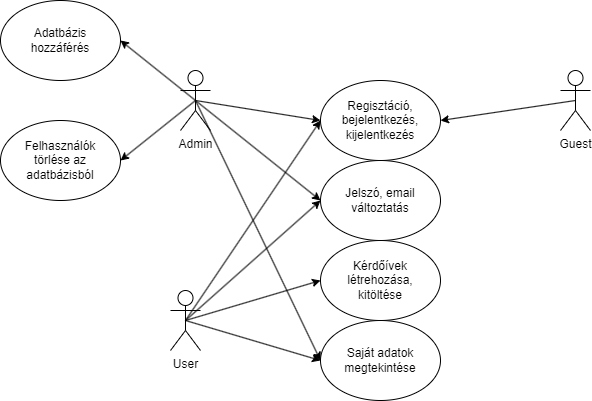 Adatbázis
hozzáférés
Felhasználók
törlése az
adatbázisból
Admin
Regisztáció,
bejelentkezés,
kijelentkezés
Guest
Jelszó, email
változtatás
Kérdőívek
létrehozása,
kitöltése
User
Saját adatok
megtekintése